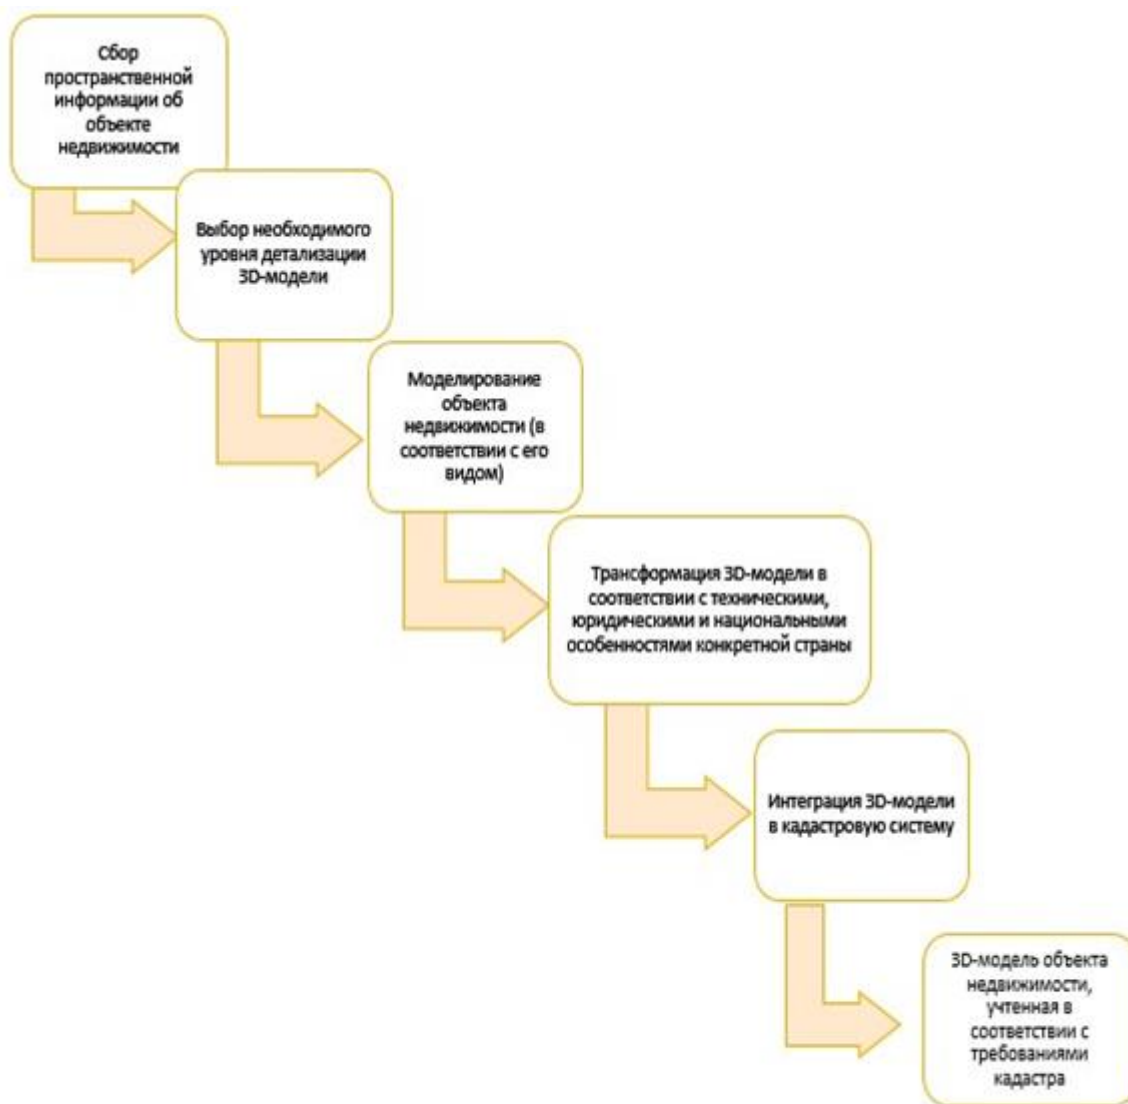 Сбор
пространственной
информации об
объекте
недвижимости
Выбор необходимого
уровня детализации
3D-модели
Моделирование
объекта
недвижимости (в
соответствии с его
видом)
Трансформация 3D-модели в
соответствии с техническими,
юридическими и национальными
особенностями конкретной страны
Интеграция 3D-модели
в кадастровую систему
3D-модель объекта
недвижимости,
учтенная в
соответствии с
требованиями
кадастра